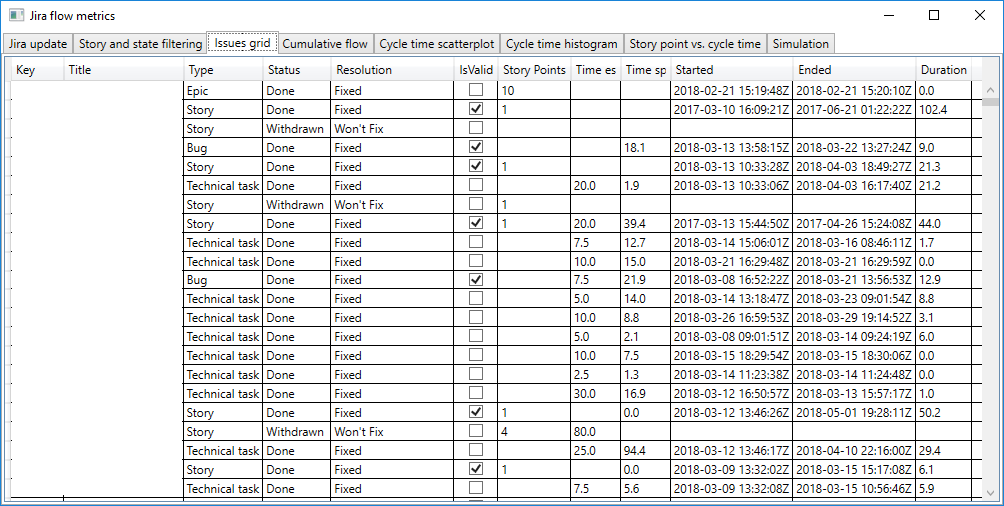 Jira flow metrics
Jira update Story and state filtering Issues grid Cumulative flow Cycle time scatterplot Cycle time histogram Story point vs. cycle time Simulation
Key Title Type Status Resolution IsValid Story Points Time es Time sp Started Ended Duration
Epic Done Fixed 10 2018-02-21 15:19:48Z 2018-02-21 15:20:10Z 0.0
Story Done Fixed 1 2017-03-10 16:09:21Z 2017-06-21 01:22:22Z 102.4
Story Withdrawn Won't Fix
Bug Done Fixed 18.1 2018-03-13 13:58:15Z 2018-03-22 13:27:24Z 9.0
Story Done Fixed 1 2018-03-13 10:33:28Z 2018-04-03 18:49:27Z 21.3
Technical task Done Fixed 20.0 1.9 2018-03-13 10:33:06Z 2018-04-03 16:17:40Z 21.2
Story Withdrawn Won't Fix 1
Story Done Fixed 1 20.0 39.4 2017-03-13 15:44:50Z 2017-04-26 15:24:08Z 44.0
Technical task Done Fixed 7.5 12.7 2018-03-14 15:06:01Z 2018-03-16 08:46:11Z 1.7
Technical task Done Fixed 10.0 15.0 2018-03-21 16:29:48Z 2018-03-21 16:29:59Z 0.0
Bug Done Fixed 7.5 21.9 2018-03-08 16:52:22Z 2018-03-21 13:56:53Z 12.9
Technical task Done Fixed 5.0 14.0 2018-03-14 13:18:47Z 2018-03-23 09:01:54Z 8.8
Technical task Done Fixed 10.0 8.8 2018-03-26 16:59:53Z 2018-03-29 19:14:52Z 3.1
Technical task Done Fixed 5.0 2.1 2018-03-08 09:01:51Z 2018-03-14 09:24:19Z 6.0
Technical task Done Fixed 10.0 7.5 2018-03-15 18:29:54Z 2018-03-15 18:30:06Z 0.0
Technical task Done Fixed 2.5 1.3 2018-03-14 11:23:38Z 2018-03-14 11:24:48Z 0.0
Technical task Done Fixed 30.0 16.9 2018-03-12 16:50:57Z 2018-03-13 15:57:17Z 1.0
Story Done Fixed 1 0.0 2018-03-12 13:46:26Z 2018-05-01 19:28:11Z 50.2
Story Withdrawn Won't Fix 4 80.0
Technical task Done Fixed 25.0 94.4 2018-03-12 13:46:17Z 2018-04-10 22:16:00Z 29.4
Story Done Fixed 1 0.0 2018-03-09 13:32:02Z 2018-03-15 15:17:08Z 6.1
Technical task Done Fixed 7.5 5.6 2018-03-09 13:32:08Z 2018-03-15 10:56:46Z 5.9